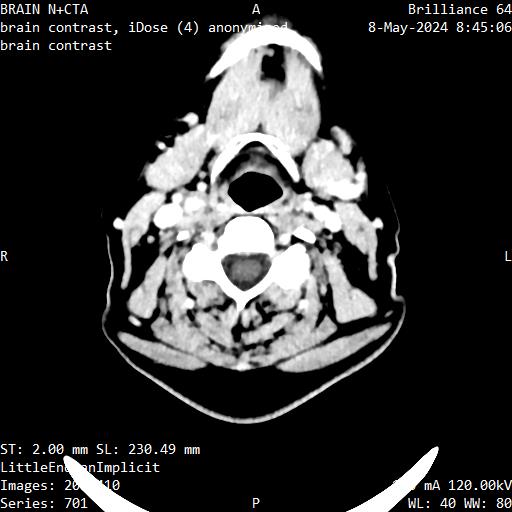 BRAIN N+CTA
A
Brilliance 64
brain contrast, iDose (4)
8-May-2024 8:45:06
brain contrast
R
L
ST: 2.00 mm SL: 230.49 mm
Images:
mA 120.00kV
Series: 701
P
WL: 40 WW: 80